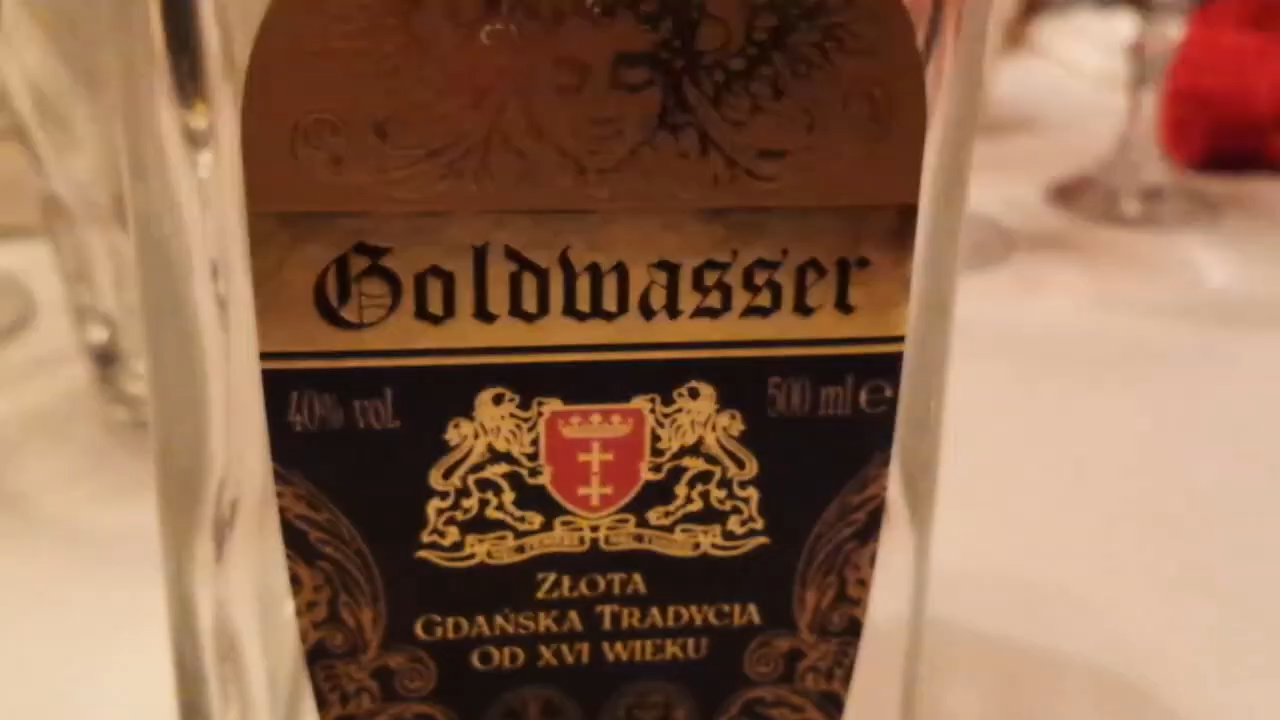 Goldwasser
40% vol.
500 ml ℮
ZŁOTA
GDAŃSKA TRADYCJA
OD XVI WIEKU